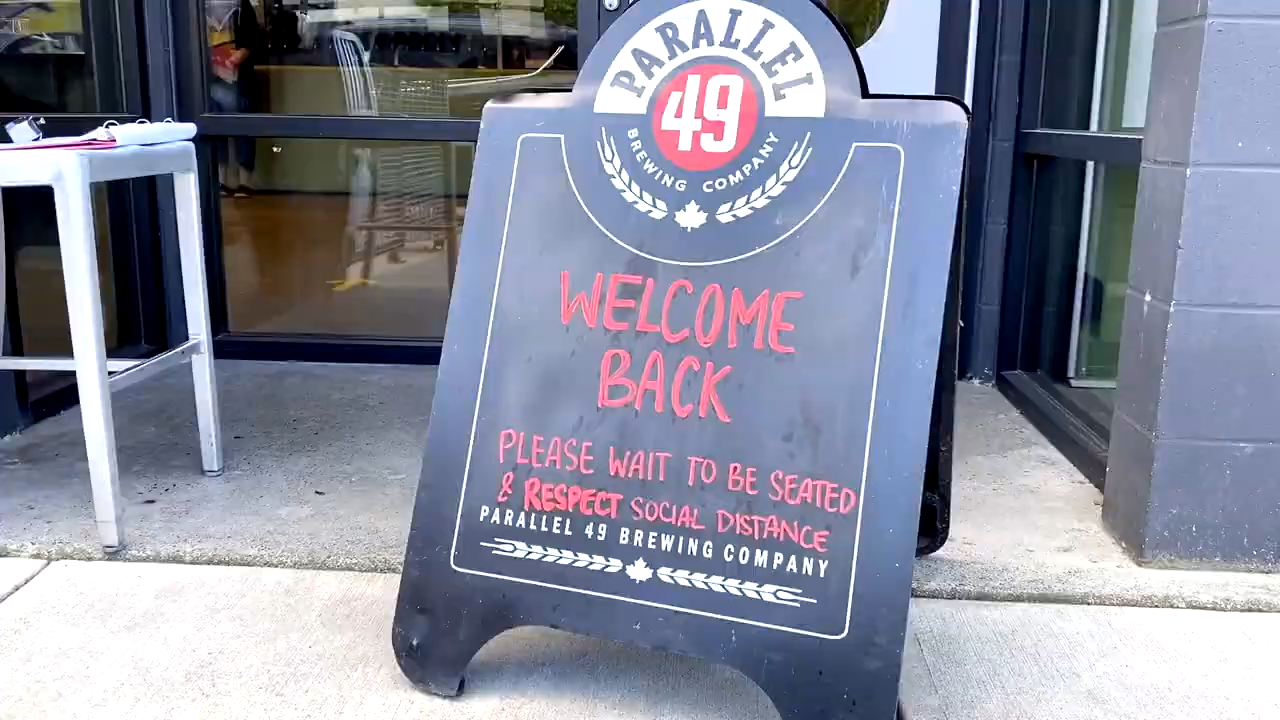 PARALLEL
49
BREWING COMPANY
WELCOME
BACK
PLEASE WAIT TO BE SEATED
& RESPECT SOCIAL DISTANCE
PARALLEL 49 BREWING COMPANY